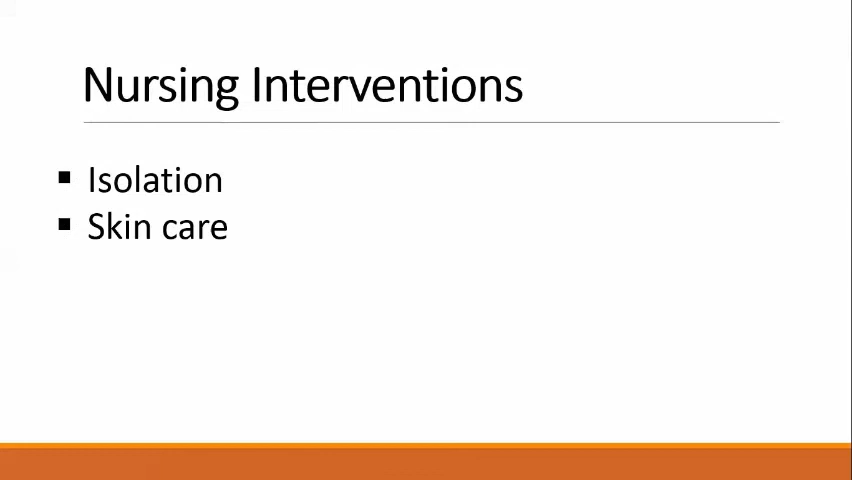 Nursing Interventions
▪ Isolation
▪ Skin care